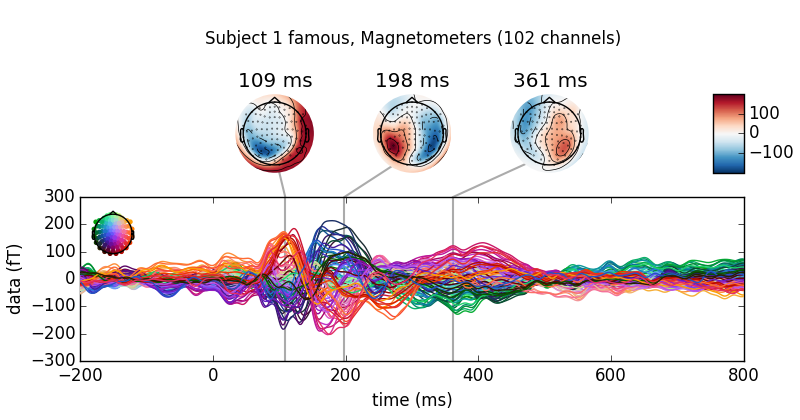 Subject 1 famous, Magnetometers (102 channels)
109 ms 198 ms 361 ms
100
0
−100
300
200
100
0
−100
−200
−300
data (fT)
−200 0 200 400 600 800
time (ms)